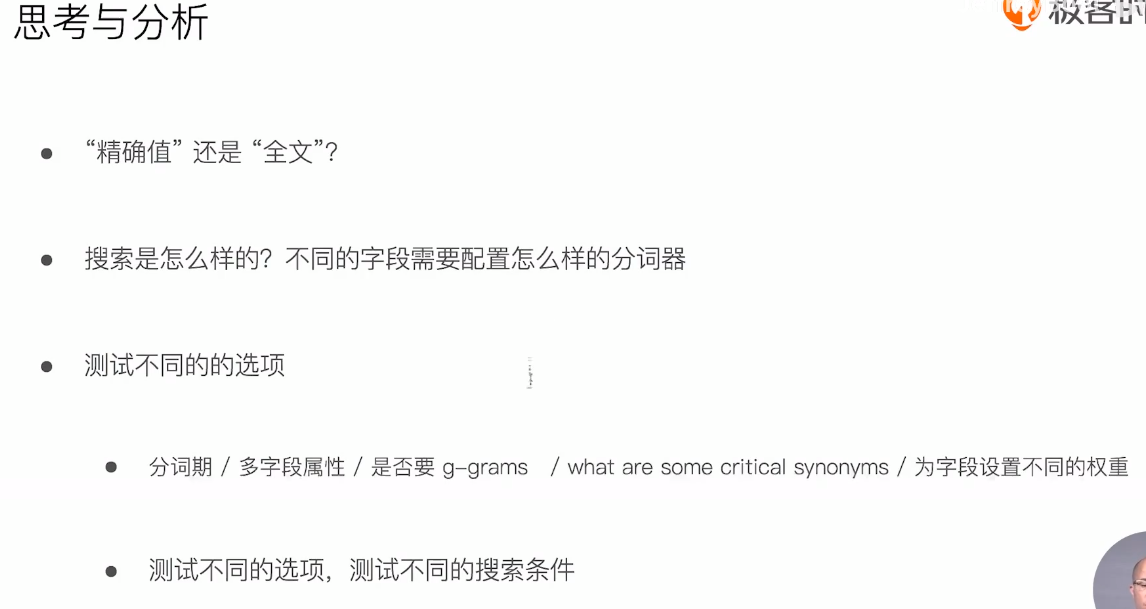 思考与分析
极客时
“精确值” 还是 “全文”?
搜索是怎么样的？不同的字段需要配置怎么样的分词器
测试不同的的选项
分词期 / 多字段属性 / 是否要 g-grams / what are some critical synonyms / 为字段设置不同的权重
测试不同的选项，测试不同的搜索条件